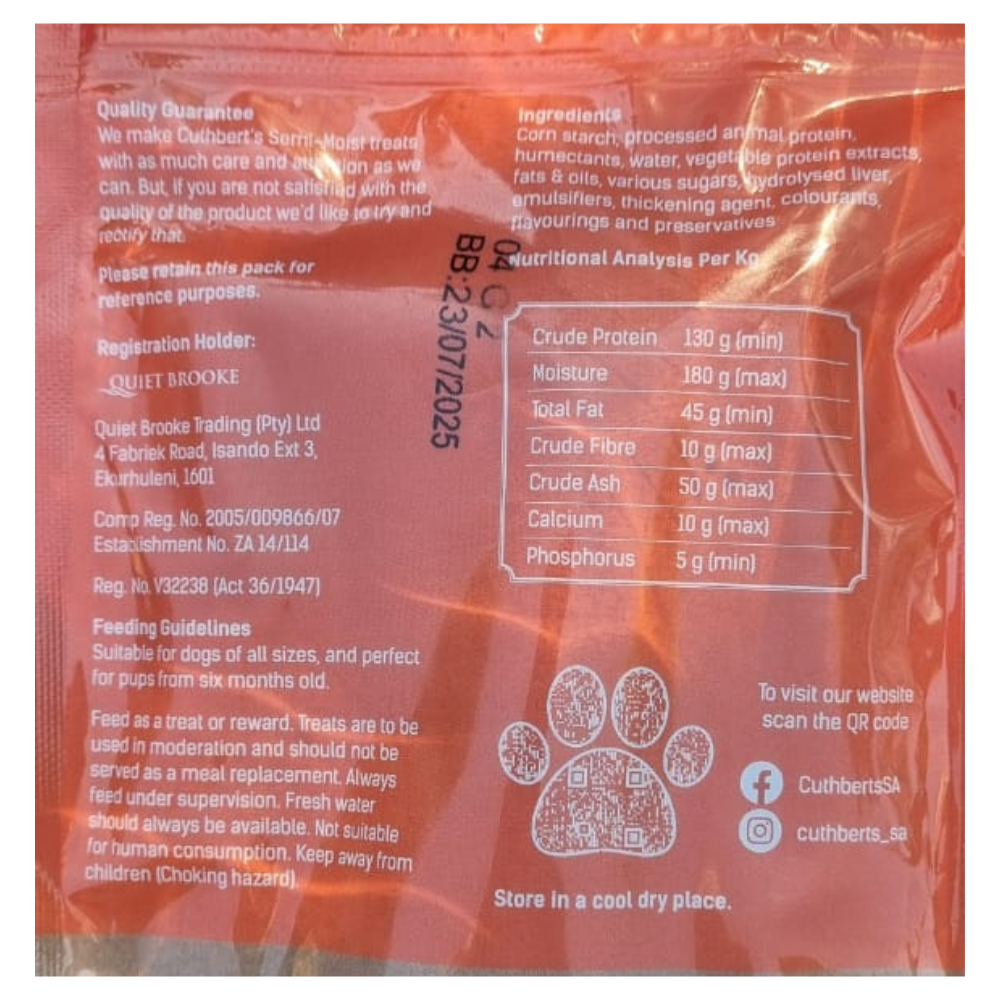 Quality Guarantee
We make Cuthbert's Semi-Moist treats
with as much care and attention as we
can. But, if you are not satisfied with the
quality of the product we'd like to try and
rectify that.
Please retain this pack for
reference purposes.
Registration Holder:
QUIET BROOKE
Quiet Brooke Trading (Pty) Ltd
4 Fabriek Road, Isando Ext 3,
Ekurhuleni, 1601
Comp Reg. No. 2005/009866/07
Establishment No. ZA 14/114
Reg. No. V32238 (Act 36/1947)
Feeding Guidelines
Suitable for dogs of all sizes, and perfect
for pups from six months old.
Feed as a treat or reward. Treats are to be
used in moderation and should not be
served as a meal replacement. Always
feed under supervision. Fresh water
should always be available. Not suitable
for human consumption. Keep away from
children (Choking hazard).
04 G 2
BB:23/07/2025
Ingredients
Corn starch, processed animal protein,
humectants, water, vegetable protein extracts,
fats & oils, various sugars, hydrolysed liver,
emulsifiers, thickening agent, colourants,
flavourings and preservatives
Nutritional Analysis Per Kg
Crude Protein 130 g (min)
Moisture 180 g (max)
Total Fat 45 g (min)
Crude Fibre 10 g (max)
Crude Ash 50 g (max)
Calcium 10 g (max)
Phosphorus 5 g (min)
To visit our website
scan the QR code
CuthbertsSA
cuthberts_sa
Store in a cool dry place.